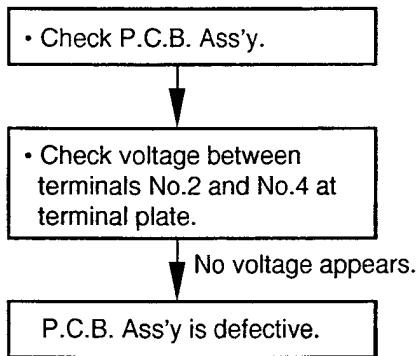 • Check P.C.B. Ass'y.
• Check voltage between
terminals No.2 and No.4 at
terminal plate.
No voltage appears.
P.C.B. Ass'y is defective.